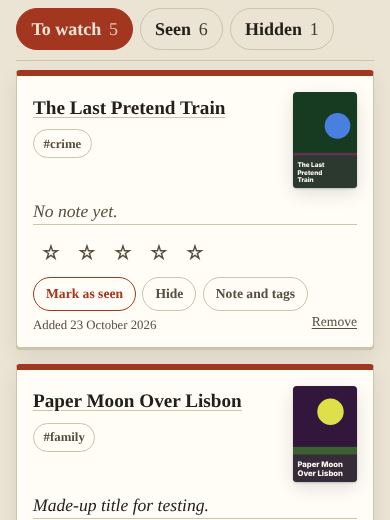 To watch 5 Seen 6 Hidden 1
The Last Pretend Train
#crime
The Last
Pretend
Train
No note yet.
☆ ☆ ☆ ☆ ☆
Mark as seen Hide Note and tags
Added 23 October 2026 Remove
Paper Moon Over Lisbon
#family
Paper Moon
Over Lisbon
Made-up title for testing.